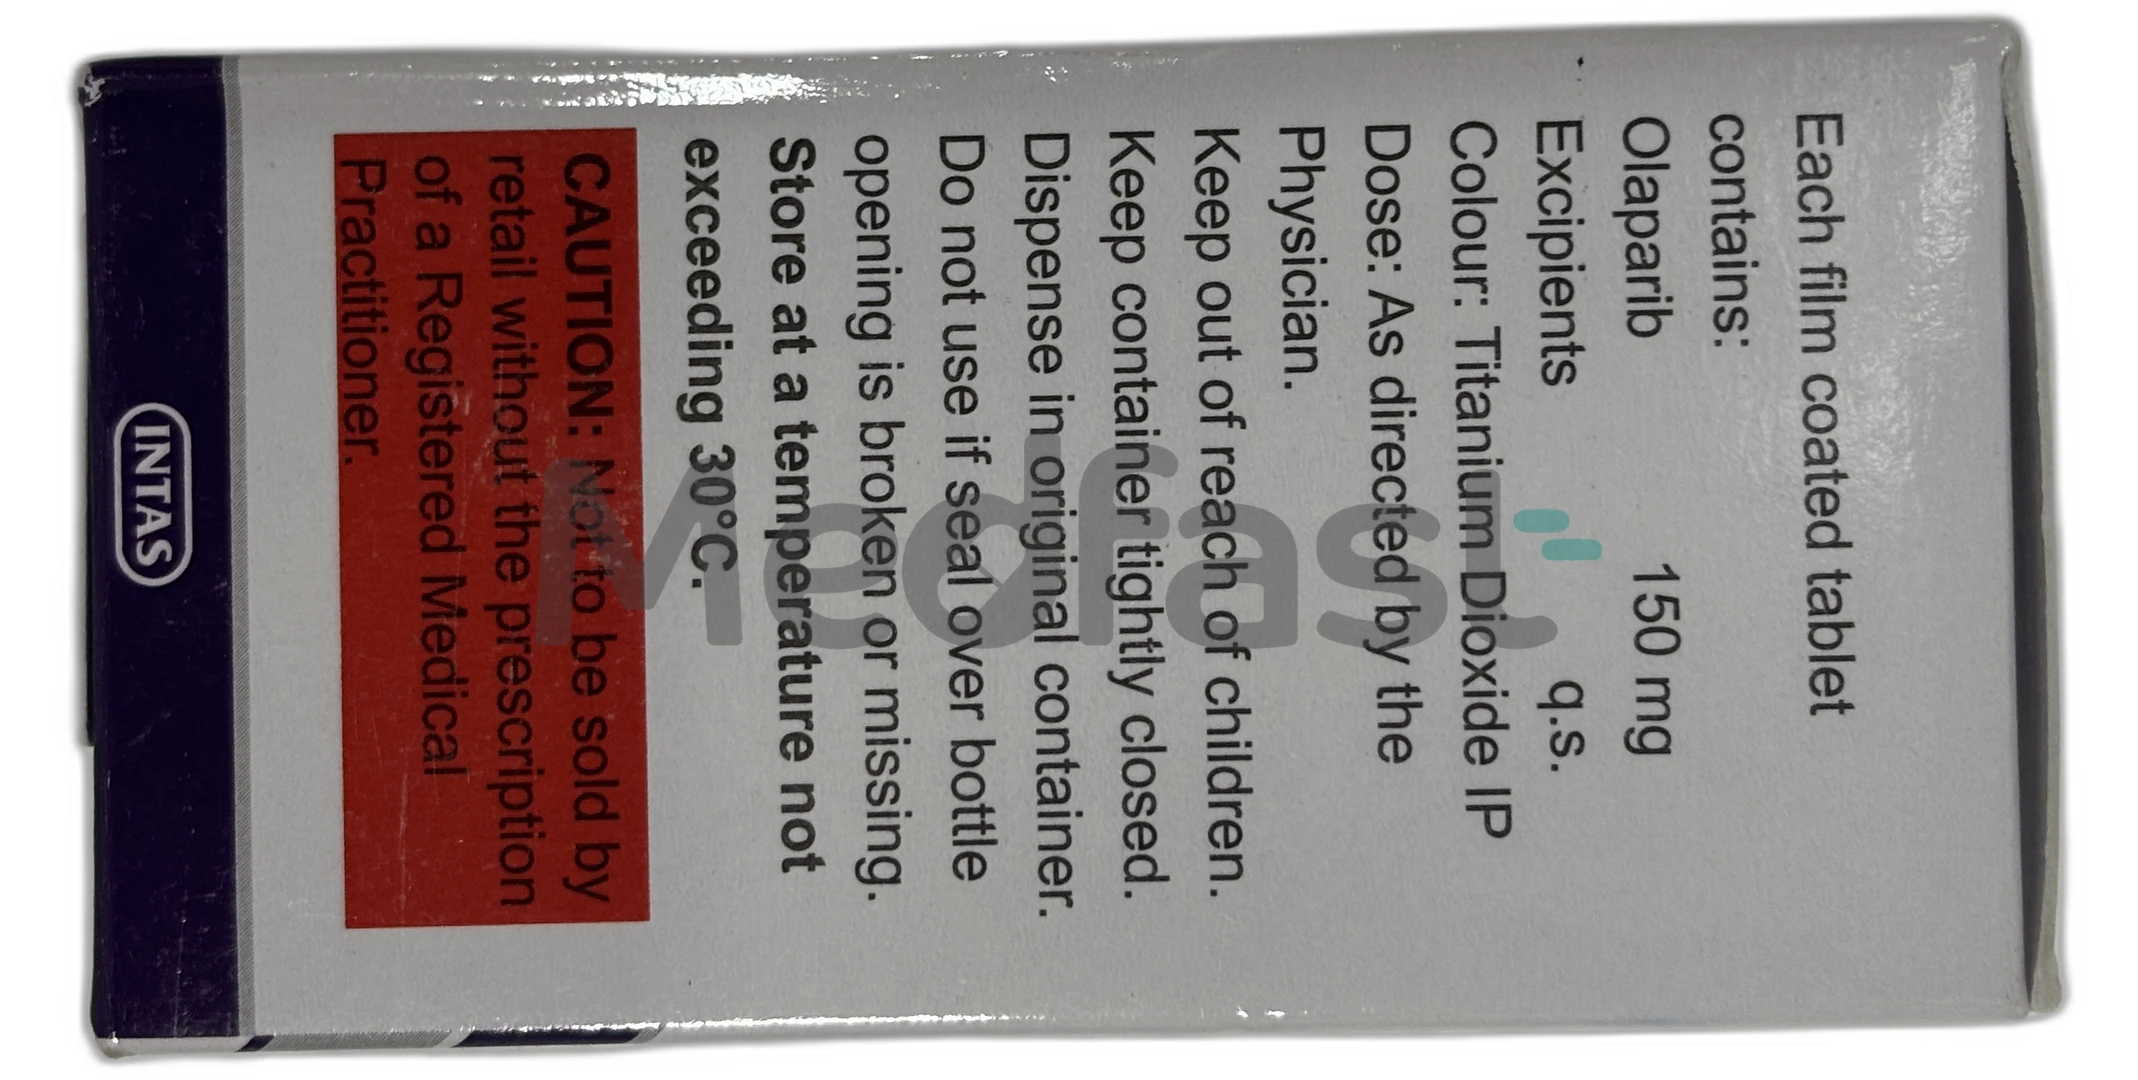 Each film coated tablet
contains:
Olaparib 150 mg
Excipients q.s.
Colour: Titanium Dioxide IP
Dose: As directed by the
Physician.
Keep out of reach of children.
Keep container tightly closed.
Dispense in original container.
Do not use if seal over bottle
opening is broken or missing.
Store at a temperature not
exceeding 30°C.
CAUTION: Not to be sold by
retail without the prescription
of a Registered Medical
Practitioner.
INTAS
Medfast